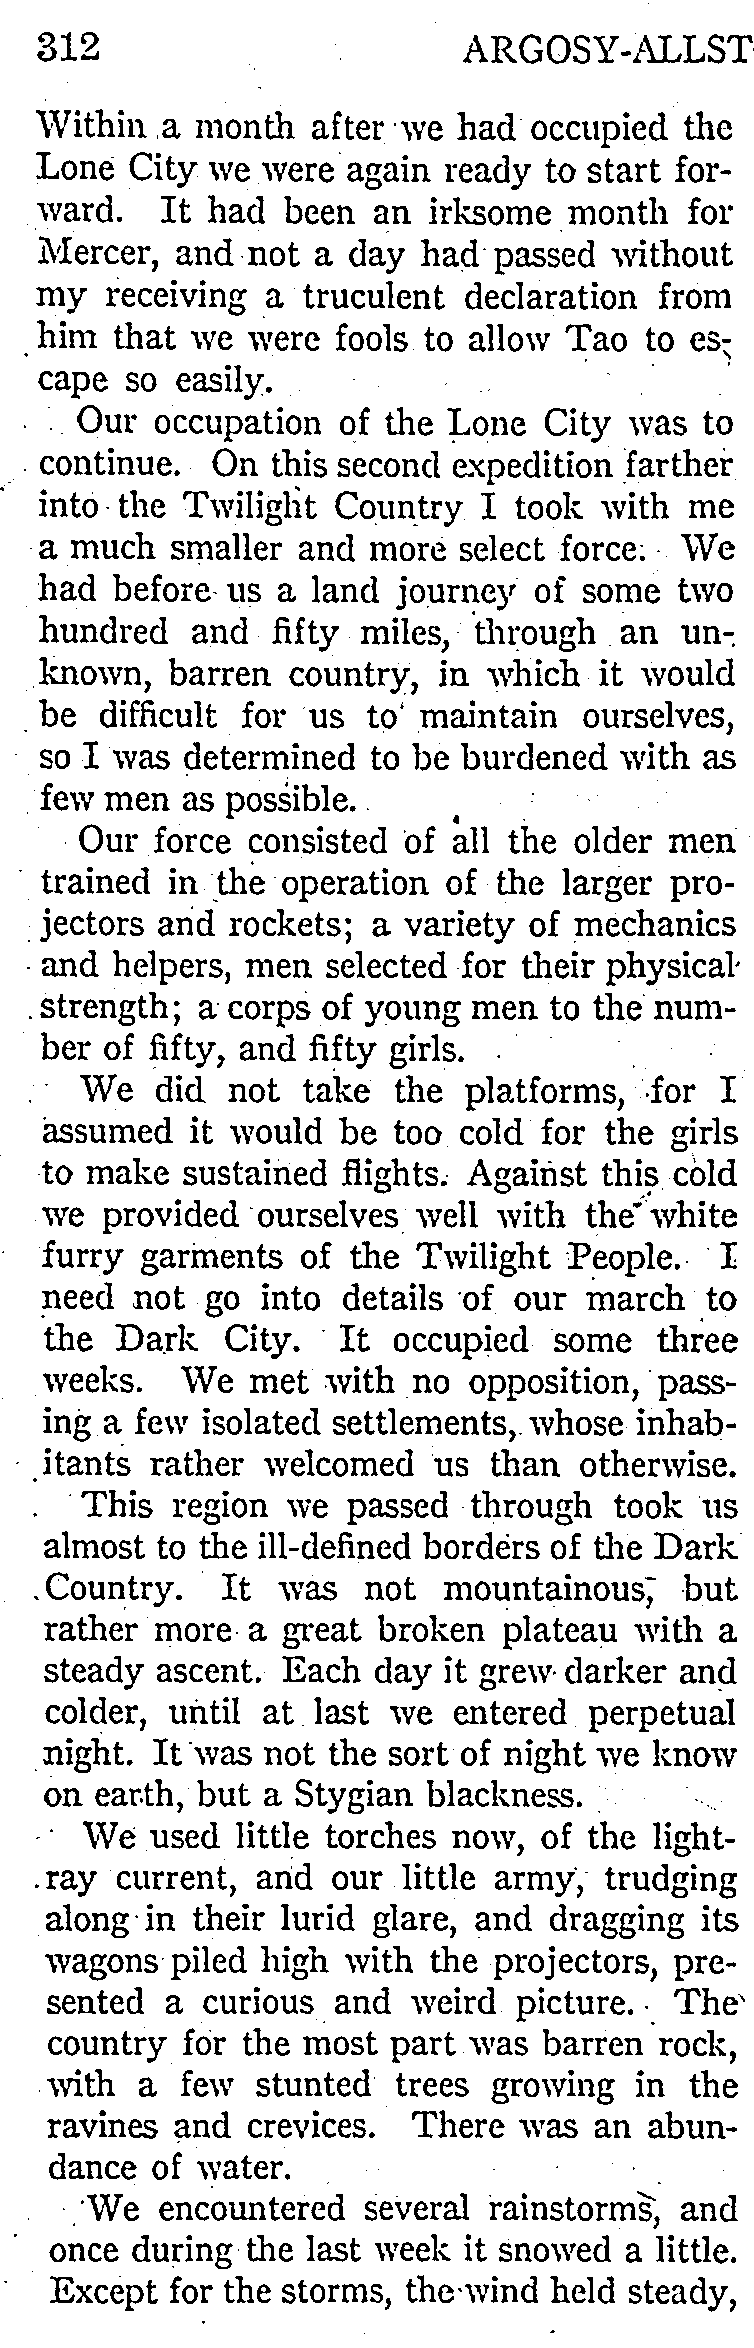 312 ARGOSY-ALLST
Within a month after we had occupied the
Lone City we were again ready to start for-
ward. It had been an irksome month for
Mercer, and not a day had passed without
my receiving a truculent declaration from
him that we were fools to allow Tao to es-
cape so easily.
Our occupation of the Lone City was to
continue. On this second expedition farther
into the Twilight Country I took with me
a much smaller and more select force. We
had before us a land journey of some two
hundred and fifty miles, through an un-
known, barren country, in which it would
be difficult for us to maintain ourselves,
so I was determined to be burdened with as
few men as possible.
Our force consisted of all the older men
trained in the operation of the larger pro-
jectors and rockets; a variety of mechanics
and helpers, men selected for their physical
strength; a corps of young men to the num-
ber of fifty, and fifty girls.
We did not take the platforms, for I
assumed it would be too cold for the girls
to make sustained flights. Against this cold
we provided ourselves well with the white
furry garments of the Twilight People. I
need not go into details of our march to
the Dark City. It occupied some three
weeks. We met with no opposition, pass-
ing a few isolated settlements, whose inhab-
itants rather welcomed us than otherwise.
This region we passed through took us
almost to the ill-defined borders of the Dark
Country. It was not mountainous, but
rather more a great broken plateau with a
steady ascent. Each day it grew darker and
colder, until at last we entered perpetual
night. It was not the sort of night we know
on earth, but a Stygian blackness.
We used little torches now, of the light-
ray current, and our little army, trudging
along in their lurid glare, and dragging its
wagons piled high with the projectors, pre-
sented a curious and weird picture. The
country for the most part was barren rock,
with a few stunted trees growing in the
ravines and crevices. There was an abun-
dance of water.
We encountered several rainstorms, and
once during the last week it snowed a little.
Except for the storms, the wind held steady,